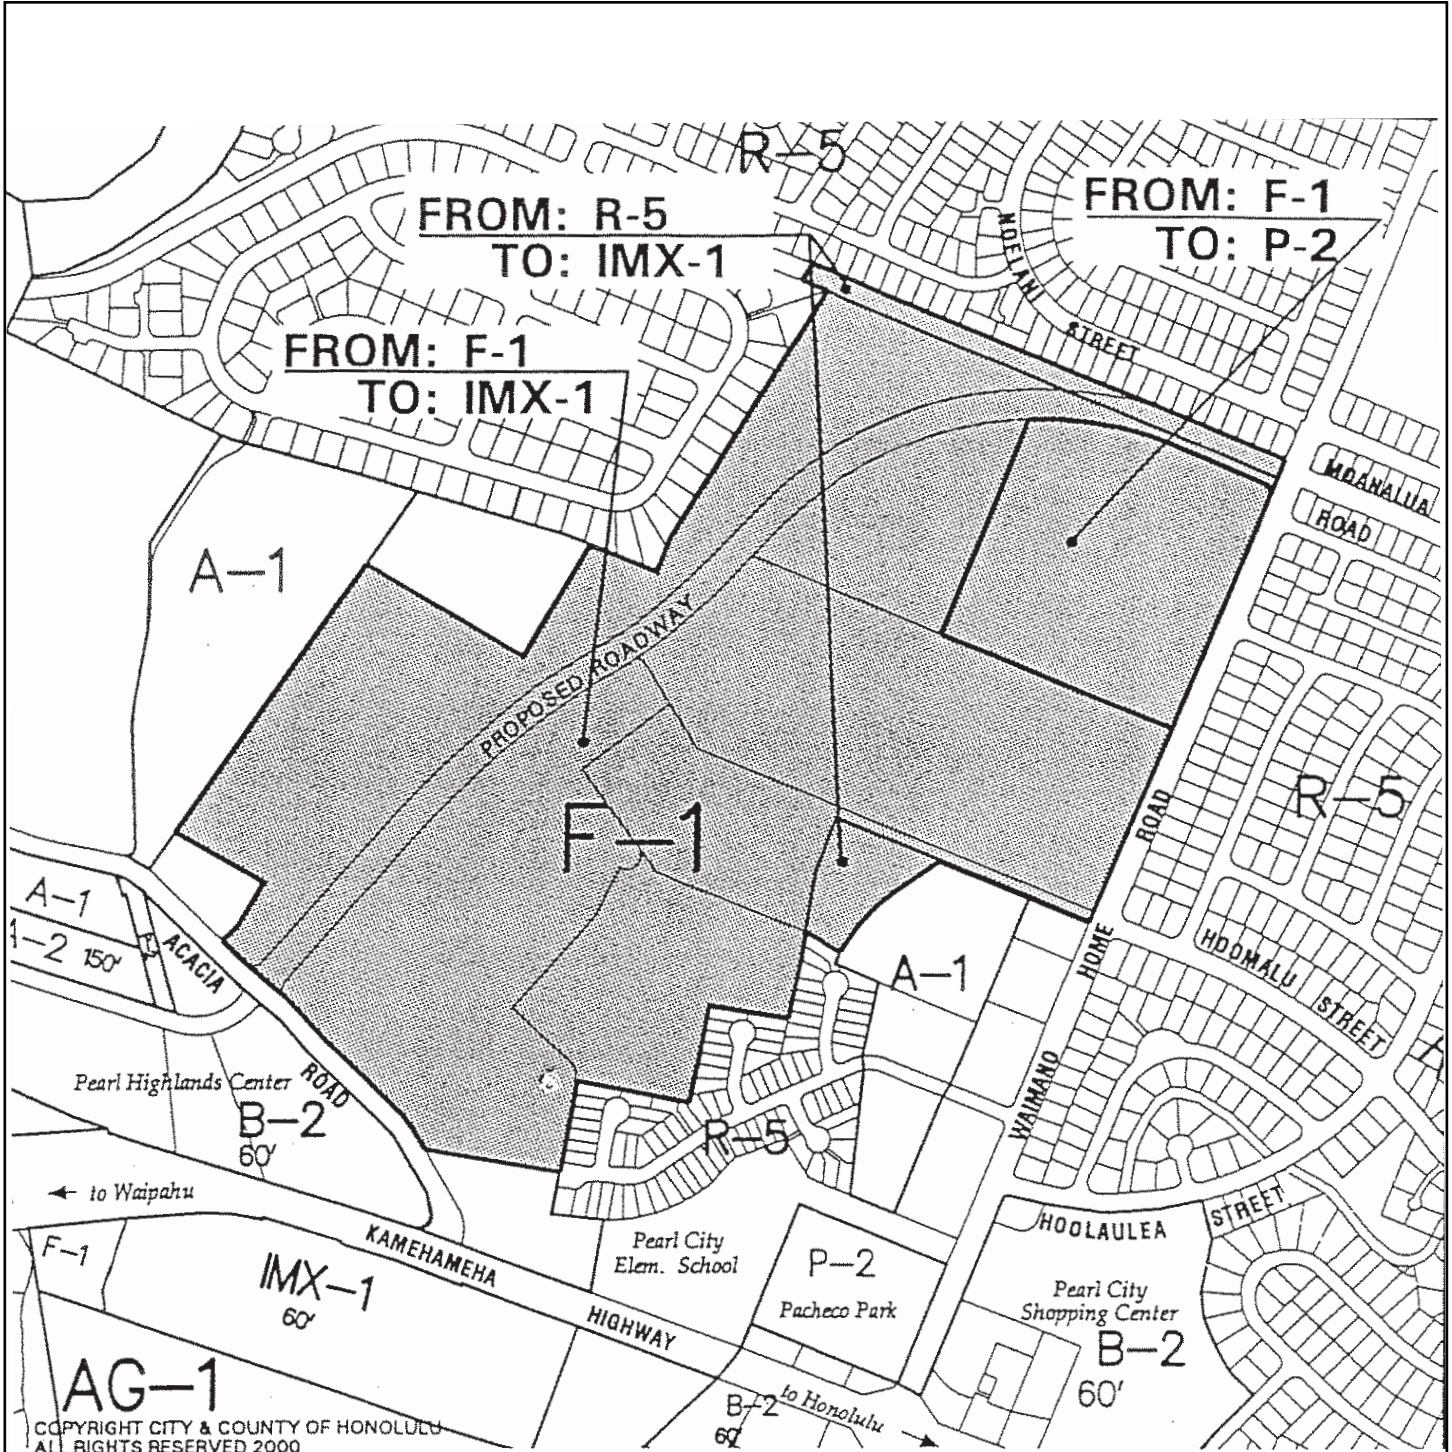 R-5
FROM: R-5
TO: IMX-1
FROM: F-1
TO: P-2
NOELANI
STREET
FROM: F-1
TO: IMX-1
MOANALUA
ROAD
A-1
PROPOSED ROADWAY
R-5
F-1
ROAD
HOME
WAIMANO
A-1
A-2 150'
ACACIA
ROAD
A-1
HOOMALU
STREET
Pearl Highlands Center
B-2
60'
R-5
to Waipahu
KAMEHAMEHA
HIGHWAY
HOOLAULEA
STREET
Pearl City
Elem. School
P-2
Pacheco Park
Pearl City
Shopping Center
B-2
60'
F-1
IMX-1
60'
AG-1
B-2
60'
to Honolulu
COPYRIGHT CITY & COUNTY OF HONOLULU
ALL RIGHTS RESERVED 2000